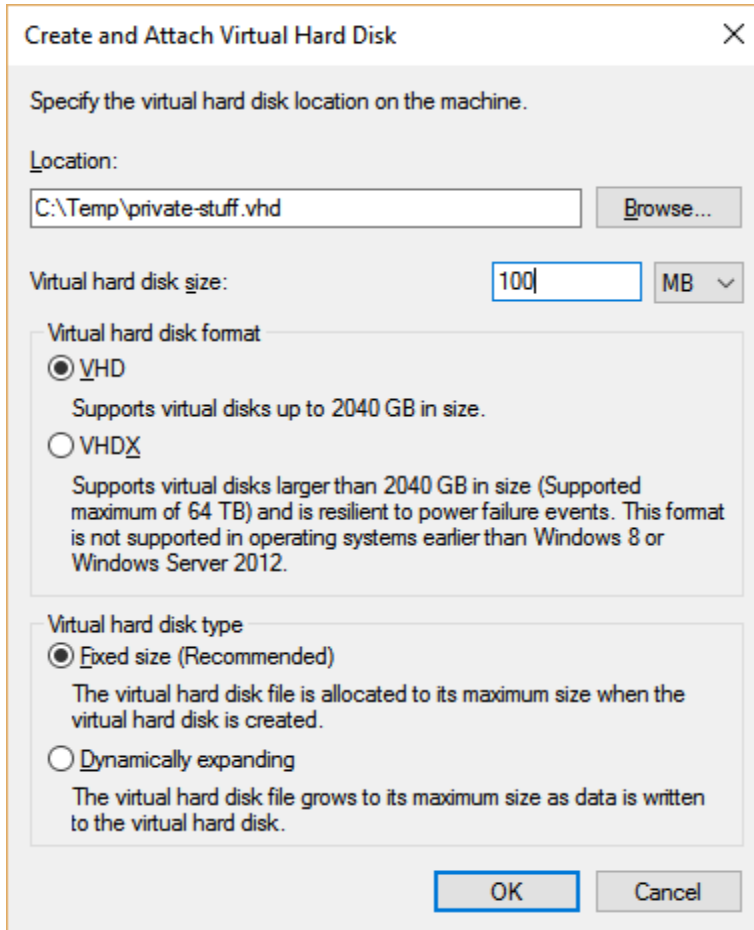 Create and Attach Virtual Hard Disk
Specify the virtual hard disk location on the machine.
Location:
C:\Temp\private-stuff.vhd Browse...
Virtual hard disk size: 100 MB
Virtual hard disk format
VHD
Supports virtual disks up to 2040 GB in size.
VHDX
Supports virtual disks larger than 2040 GB in size (Supported
maximum of 64 TB) and is resilient to power failure events. This format
is not supported in operating systems earlier than Windows 8 or
Windows Server 2012.
Virtual hard disk type
Fixed size (Recommended)
The virtual hard disk file is allocated to its maximum size when the
virtual hard disk is created.
Dynamically expanding
The virtual hard disk file grows to its maximum size as data is written
to the virtual hard disk.
OK Cancel